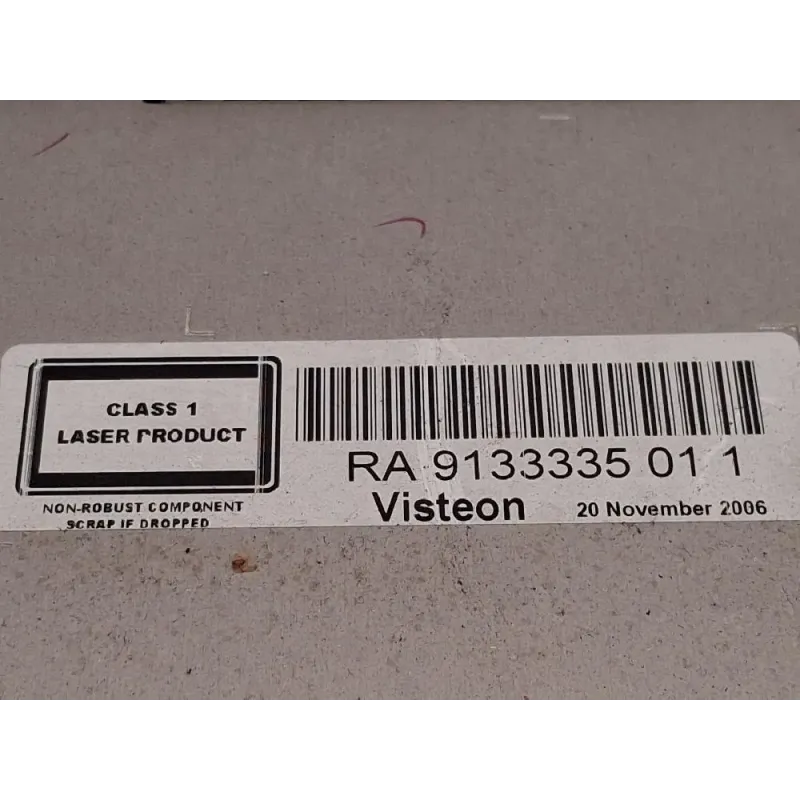 CLASS 1
LASER PRODUCT
NON-ROBUST COMPONENT
SCRAP IF DROPPED
RA 9133335 01 1
Visteon
20 November 2006